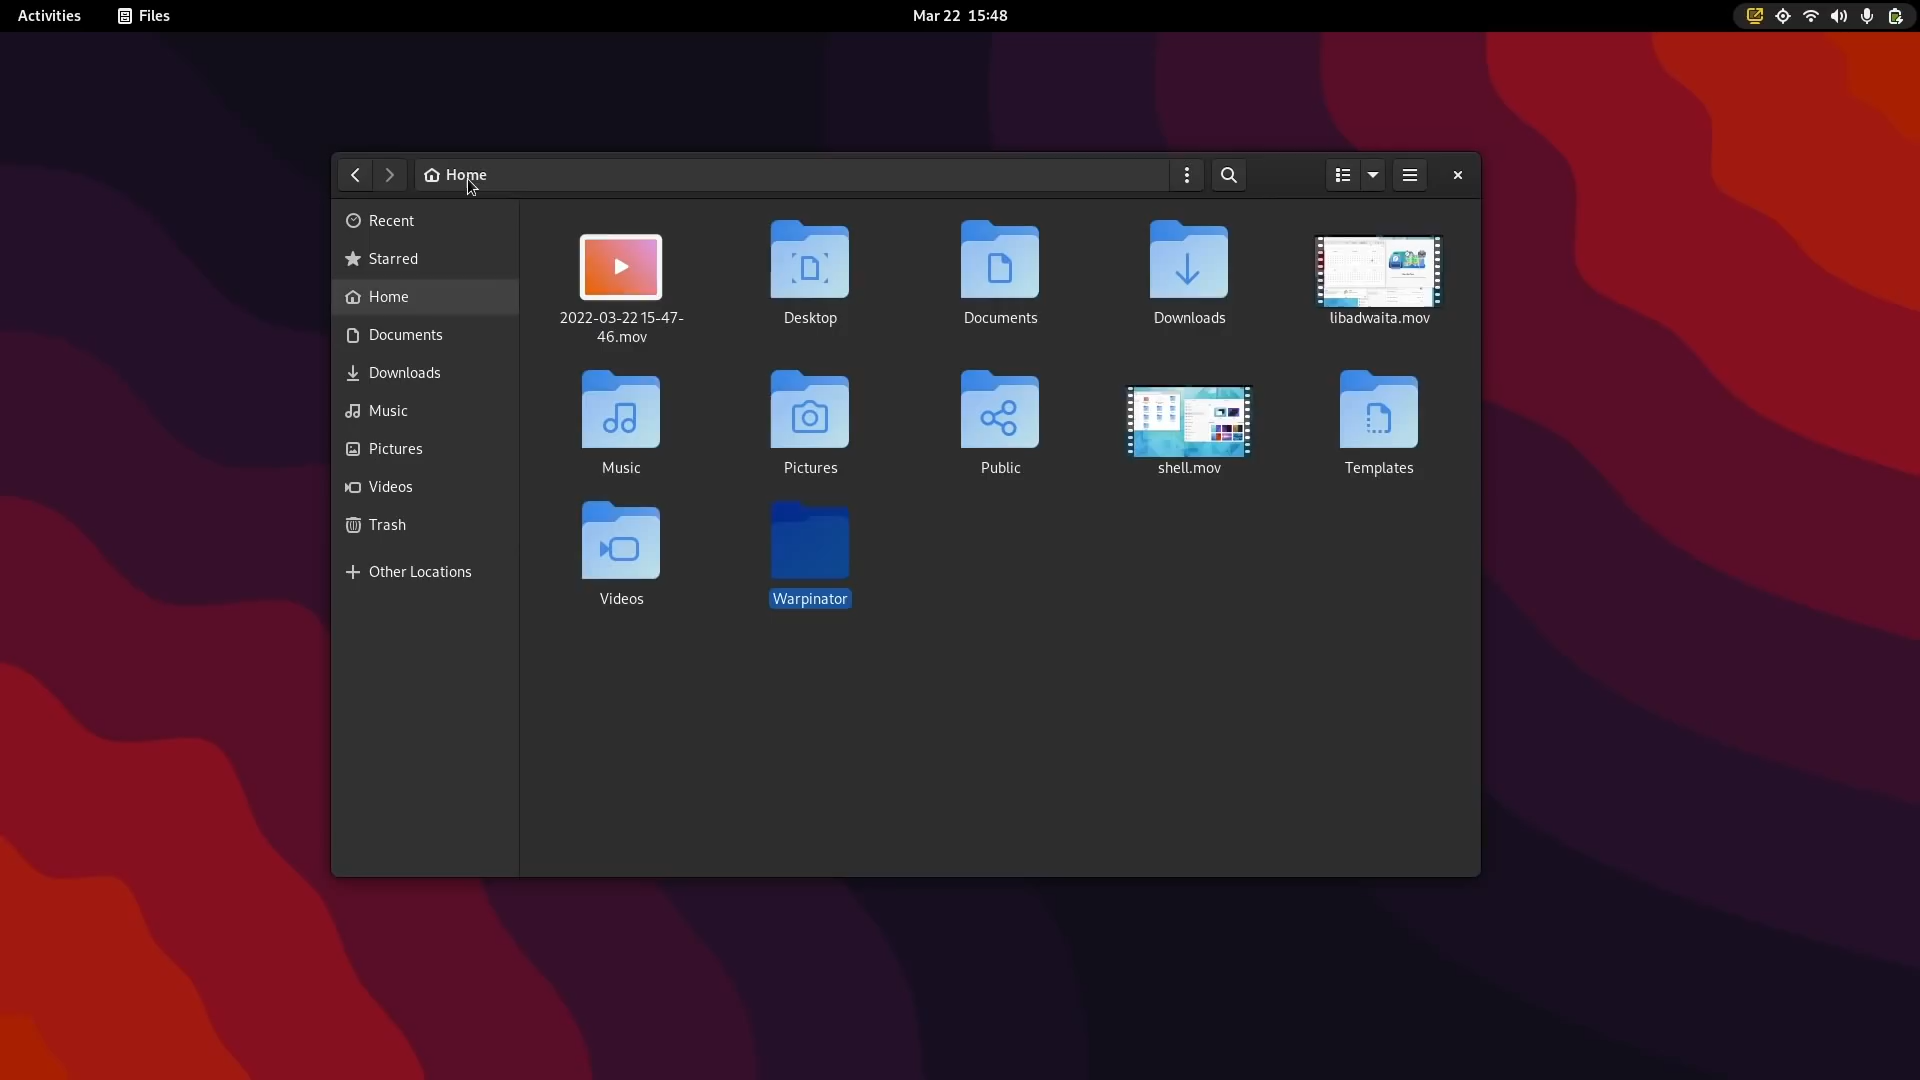 Activities
Files
Mar 22 15:48
Home
Recent
Starred
Home
Documents
Downloads
Music
Pictures
Videos
Trash
Other Locations
2022-03-22 15-47-
46.mov
Desktop
Documents
Downloads
libadwaita.mov
Music
Pictures
Public
shell.mov
Templates
Videos
Warpinator